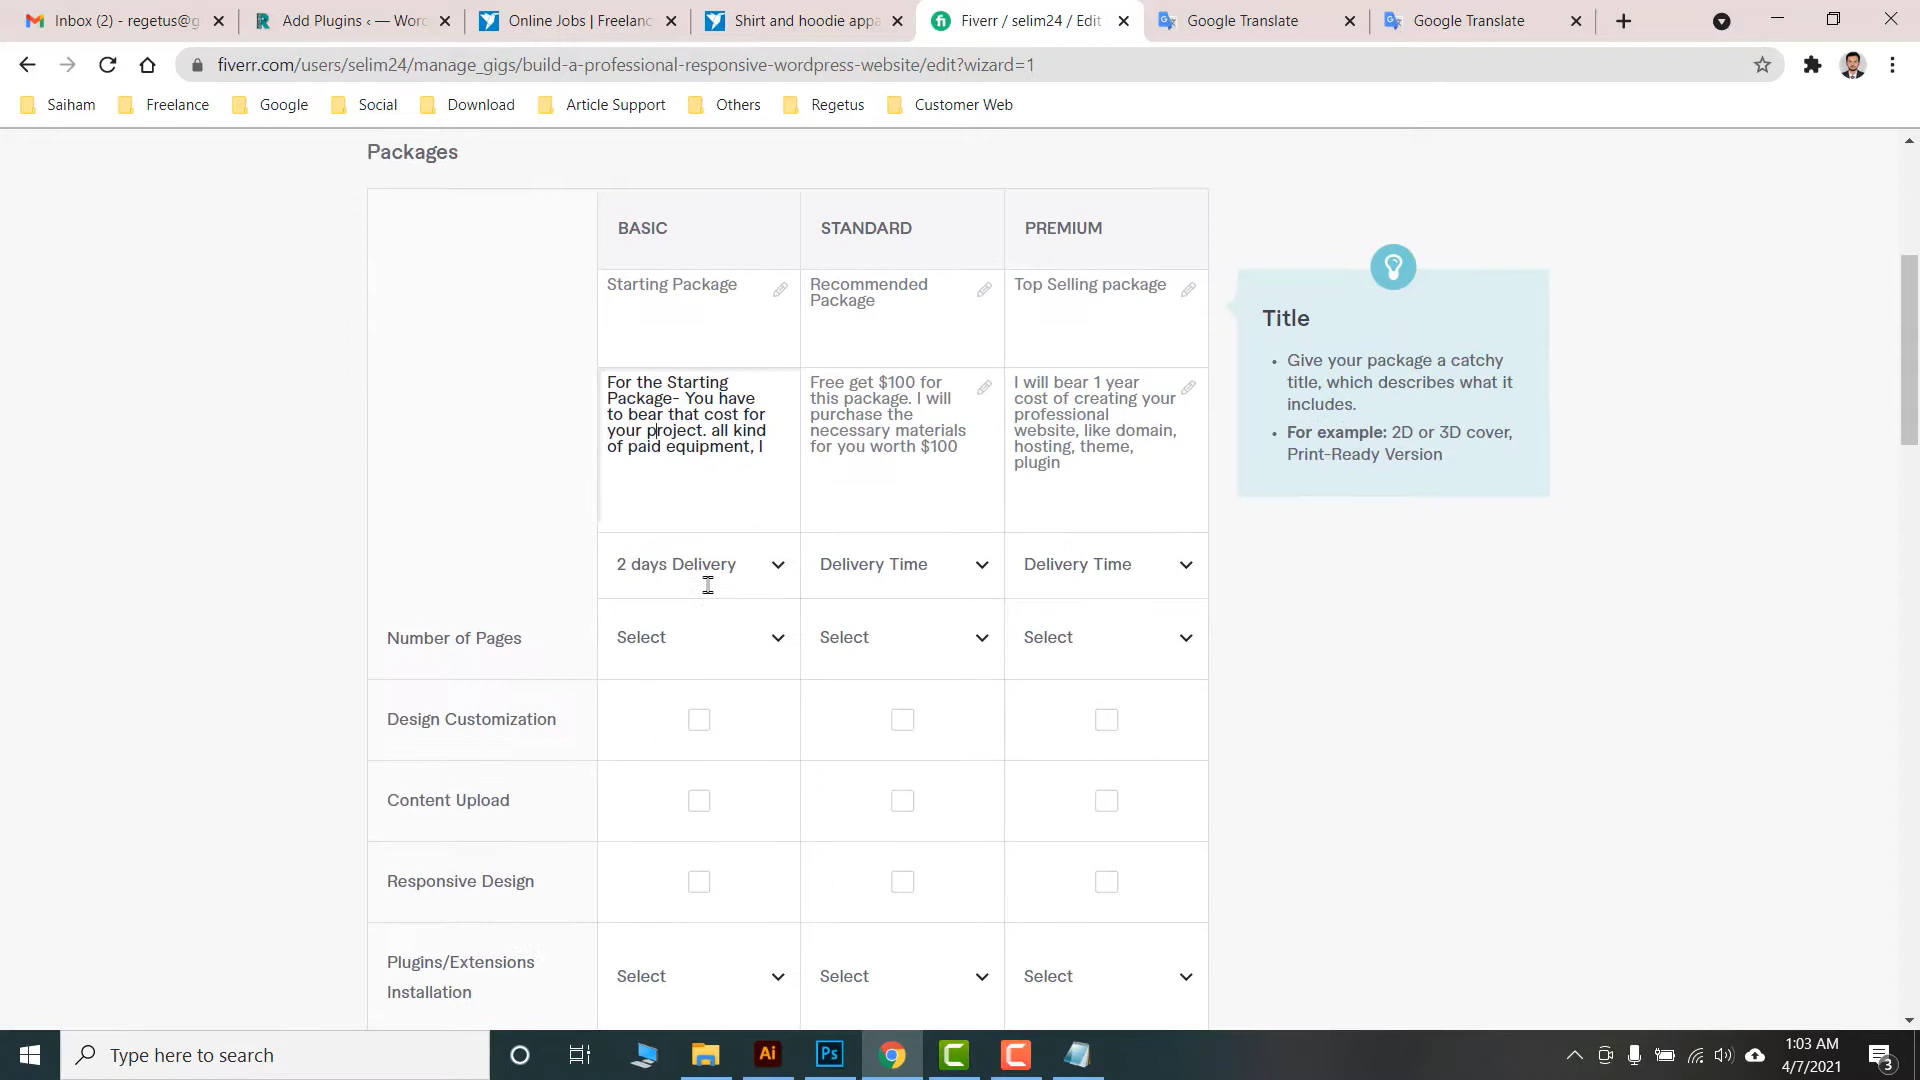 Inbox (2) - regetus@g
Add Plugins ‹ — Word
Online Jobs | Freelanc
Shirt and hoodie appa
Fiverr / selim24 / Edit
Google Translate
Google Translate
fiverr.com/users/selim24/manage_gigs/build-a-professional-responsive-wordpress-website/edit?wizard=1
Saiham
Freelance
Google
Social
Download
Article Support
Others
Regetus
Customer Web
Packages
BASIC
STANDARD
PREMIUM
Starting Package
Recommended
Package
Top Selling package
For the Starting
Package- You have
to bear that cost for
your project. all kind
of paid equipment, I
Free get $100 for
this package. I will
purchase the
necessary materials
for you worth $100
I will bear 1 year
cost of creating your
professional
website, like domain,
hosting, theme,
plugin
Title
• Give your package a catchy
title, which describes what it
includes.
• For example: 2D or 3D cover,
Print-Ready Version
2 days Delivery
Delivery Time
Delivery Time
Number of Pages
Select
Select
Select
Design Customization
Content Upload
Responsive Design
Plugins/Extensions
Installation
Select
Select
Select
Type here to search
Ai
Ps
1:03 AM
4/7/2021
3